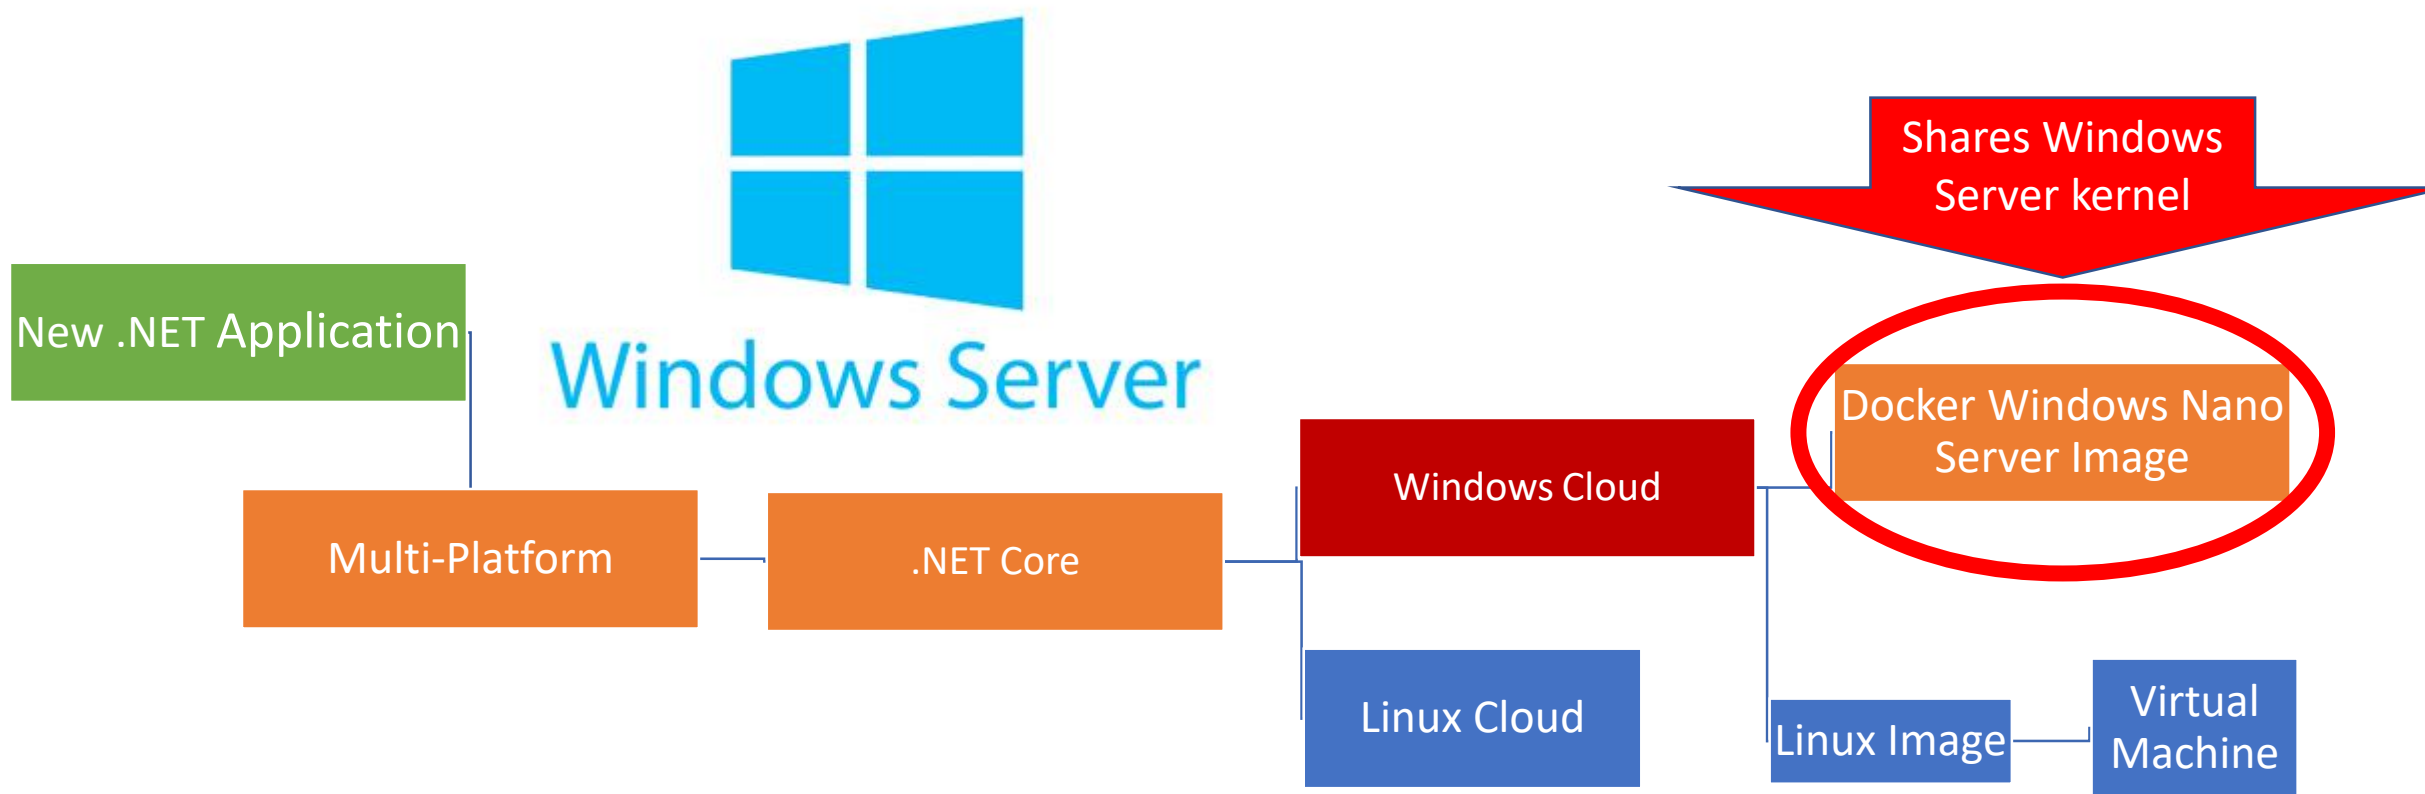 Windows Server
Shares Windows
Server kernel
New .NET Application
Multi-Platform
.NET Core
Windows Cloud
Docker Windows Nano
Server Image
Linux Cloud
Linux Image
Virtual
Machine